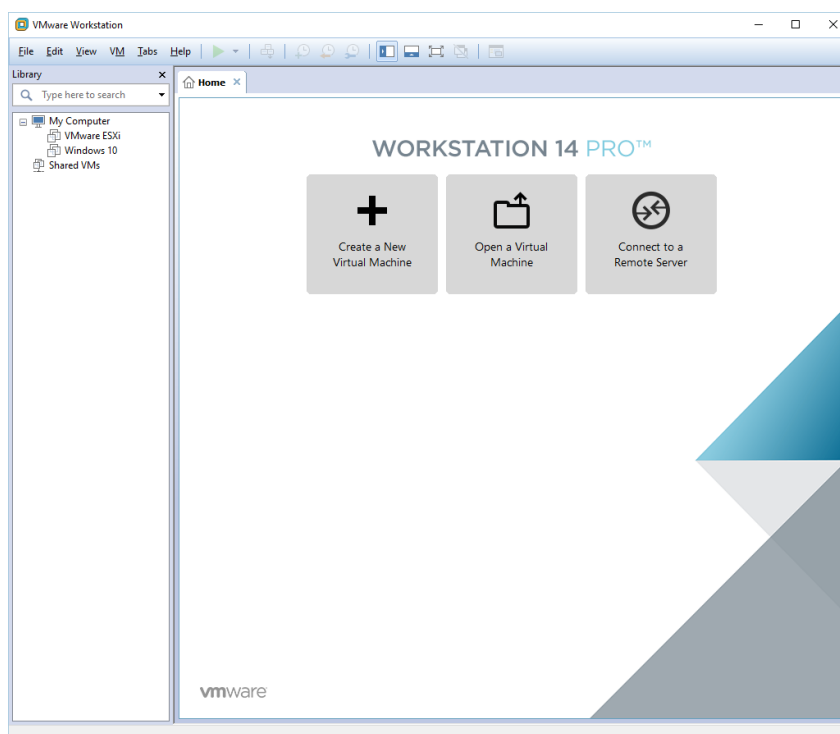 VMware Workstation
File Edit View VM Tabs Help
Library
Home
Type here to search
My Computer
VMware ESXi
Windows 10
Shared VMs
WORKSTATION 14 PRO™
Create a New
Virtual Machine
Open a Virtual
Machine
Connect to a
Remote Server
vmware